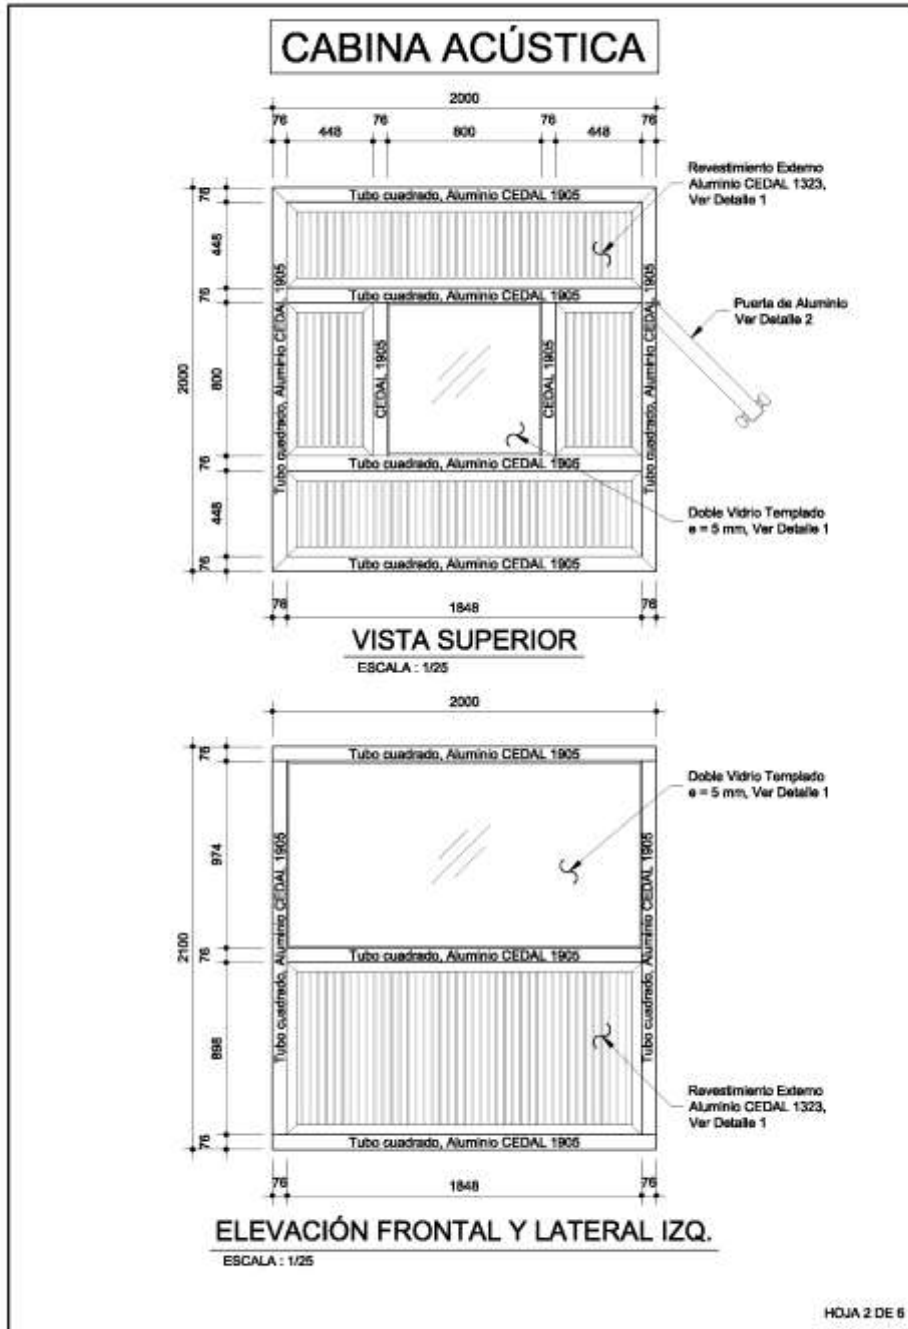 CABINA ACÚSTICA
2000
76 448 76 800 76 448 76
Revestimiento Externo
Aluminio CEDAL 1323,
Ver Detalle 1
Tubo cuadrado, Aluminio CEDAL 1905
76
448
76
800
76
448
76
2000
Tubo cuadrado, Aluminio CEDAL 1905
Tubo cuadrado, Aluminio CEDAL 1905
Tubo cuadrado, Aluminio CEDAL 1905
Puerta de Aluminio
Ver Detalle 2
CEDAL 1905
CEDAL 1905
Tubo cuadrado, Aluminio CEDAL 1905
Doble Vidrio Templado
e = 5 mm, Ver Detalle 1
Tubo cuadrado, Aluminio CEDAL 1905
76 1848 76
VISTA SUPERIOR
ESCALA : 1/25
2000
Tubo cuadrado, Aluminio CEDAL 1905
76
974
76
898
76
2100
Doble Vidrio Templado
e = 5 mm, Ver Detalle 1
Tubo cuadrado, Aluminio CEDAL 1905
Tubo cuadrado, Aluminio CEDAL 1905
Tubo cuadrado, Aluminio CEDAL 1905
Revestimiento Externo
Aluminio CEDAL 1323,
Ver Detalle 1
Tubo cuadrado, Aluminio CEDAL 1905
76 1848 76
ELEVACIÓN FRONTAL Y LATERAL IZQ.
ESCALA : 1/25
HOJA 2 DE 6